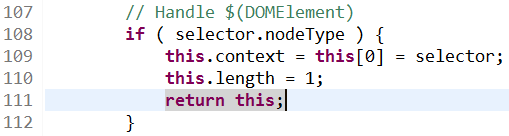 107 // Handle $(DOMElement)
108 if ( selector.nodeType ) {
109 this.context = this[0] = selector;
110 this.length = 1;
111 return this;
112 }